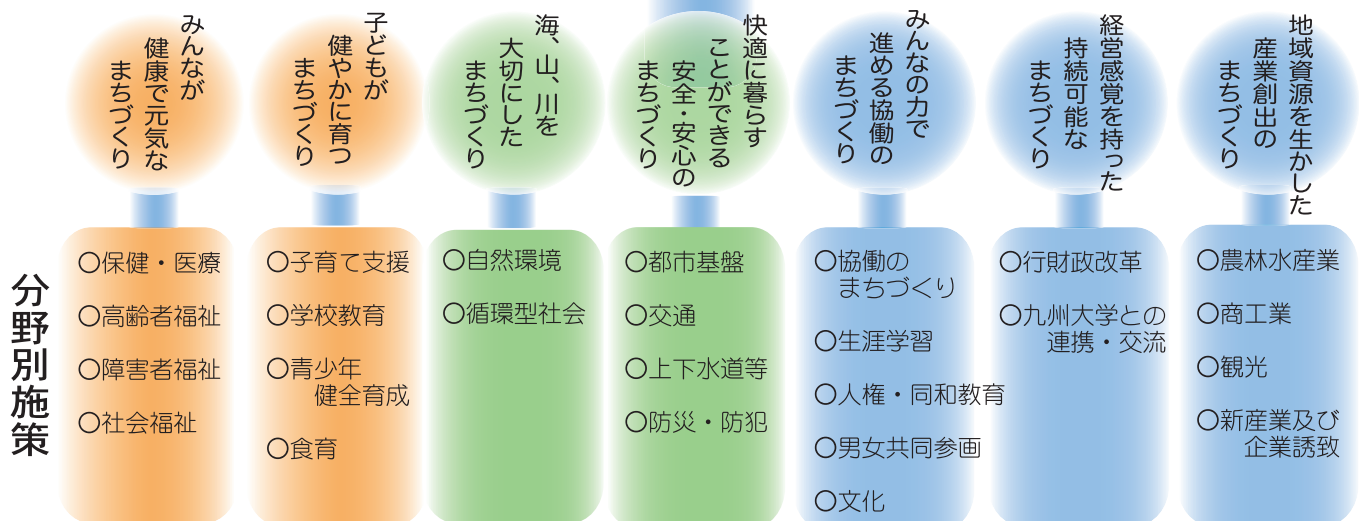 分野別施策
みんなが
健康で元気な
まちづくり
○保健・医療
○高齢者福祉
○障害者福祉
○社会福祉
子どもが
健やかに育つ
まちづくり
○子育て支援
○学校教育
○青少年
健全育成
○食育
海、山、川を
大切にした
まちづくり
○自然環境
○循環型社会
快適に暮らす
ことができる
安全・安心の
まちづくり
○都市基盤
○交通
○上下水道等
○防災・防犯
みんなの力で
進める協働の
まちづくり
○協働の
まちづくり
○生涯学習
○人権・同和教育
○男女共同参画
○文化
経営感覚を持った
持続可能な
まちづくり
○行財政改革
○九州大学との
連携・交流
地域資源を生かした
産業創出の
まちづくり
○農林水産業
○商工業
○観光
○新産業及び
企業誘致